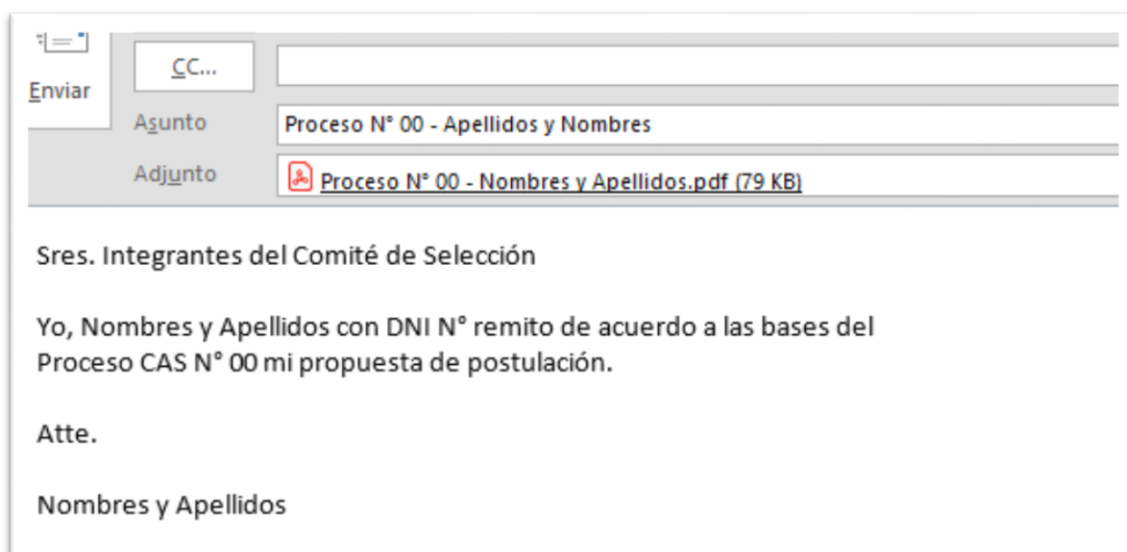 CC...
Enviar
Asunto Proceso N° 00 - Apellidos y Nombres
Adjunto Proceso N° 00 - Nombres y Apellidos.pdf (79 KB)
Sres. Integrantes del Comité de Selección
Yo, Nombres y Apellidos con DNI N° remito de acuerdo a las bases del
Proceso CAS N° 00 mi propuesta de postulación.
Atte.
Nombres y Apellidos